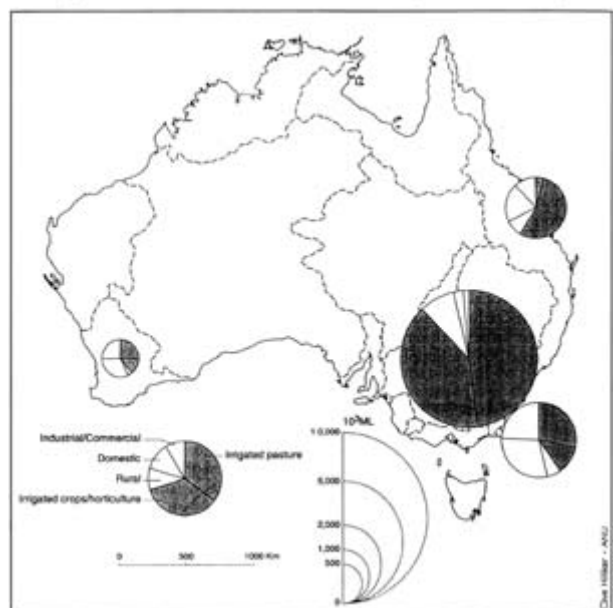 Industrial/Commercial
Domestic
Rural
Irrigated crops/horticulture
Irrigated pasture
10³ML
10,000
5,000
2,000
1,000
500
0
0 500 1000 Km